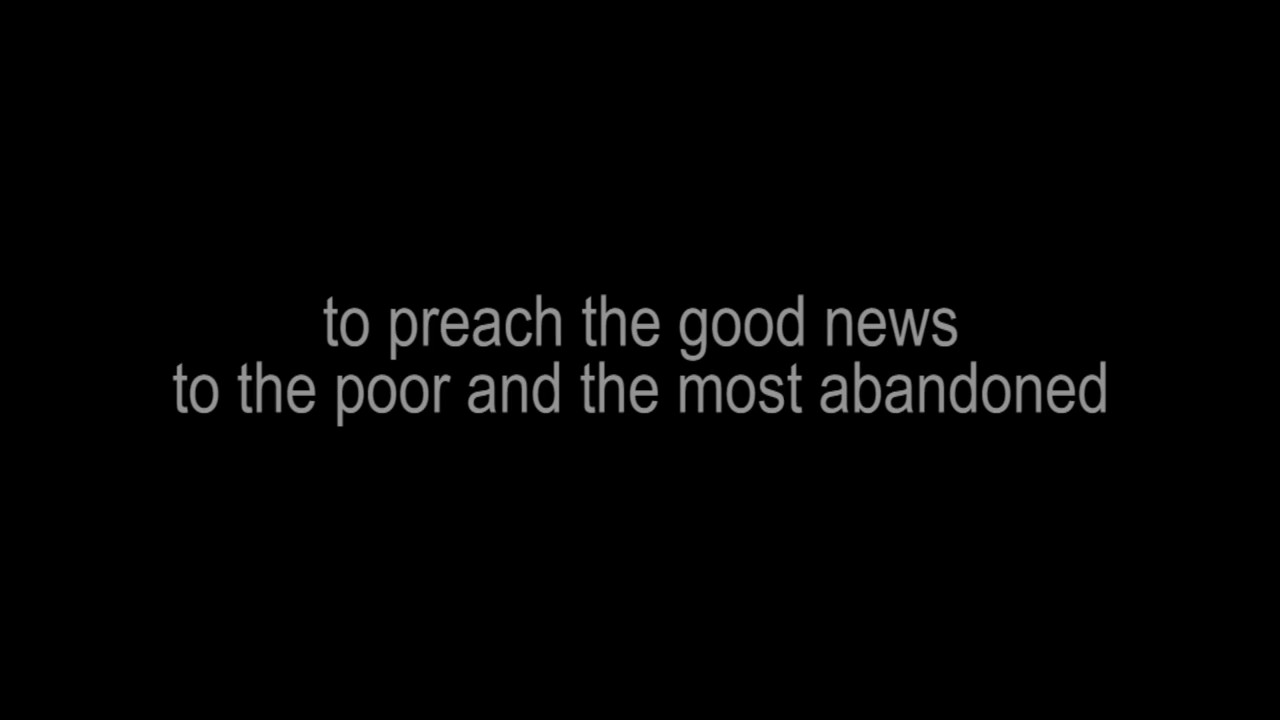 to preach the good news
to the poor and the most abandoned